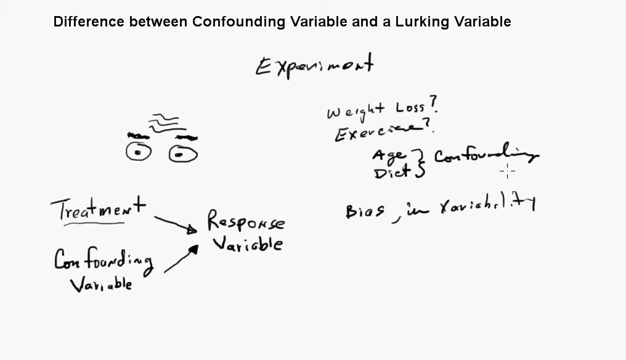 Difference between Confounding Variable and a Lurking Variable
Experiment
Weight Loss?
Exercise?
Age } Confounding
Diet
Bias, in Variability
Treatment
Response
Variable
Confounding
Variable